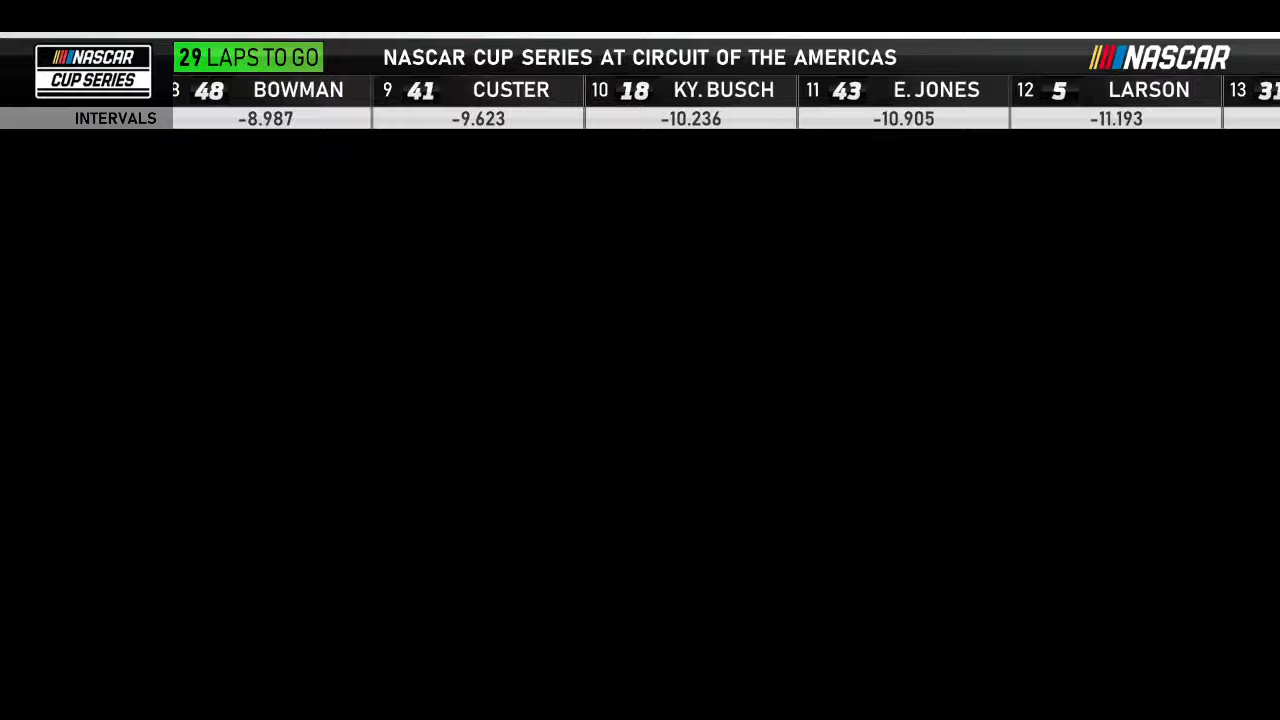 NASCAR
CUP SERIES
29 LAPS TO GO
NASCAR CUP SERIES AT CIRCUIT OF THE AMERICAS
NASCAR
8 48 BOWMAN 9 41 CUSTER 10 18 KY. BUSCH 11 43 E. JONES 12 5 LARSON 13 31
INTERVALS -8.987 -9.623 -10.236 -10.905 -11.193